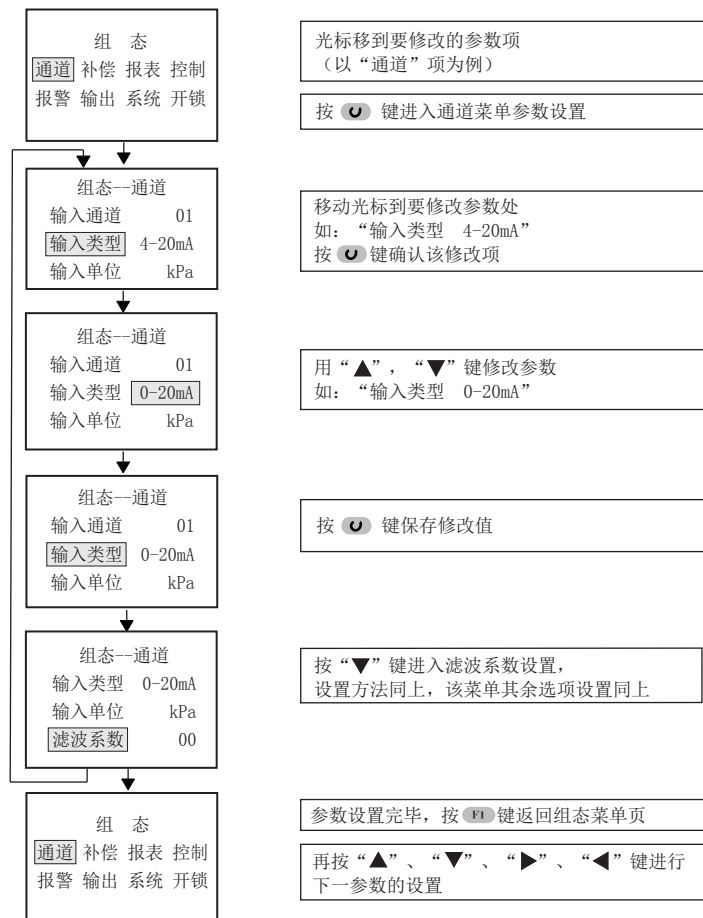 组 态
通道 补偿 报表 控制
报警 输出 系统 开锁
光标移到要修改的参数项
（以“通道”项为例）
按 键进入通道菜单参数设置
组态--通道
输入通道 01
输入类型 4-20mA
输入单位 kPa
移动光标到要修改参数处
如：“输入类型 4-20mA”
按 键确认该修改项
组态--通道
输入通道 01
输入类型 0-20mA
输入单位 kPa
用“▲”，“▼”键修改参数
如：“输入类型 0-20mA”
组态--通道
输入通道 01
输入类型 0-20mA
输入单位 kPa
按 键保存修改值
组态--通道
输入类型 0-20mA
输入单位 kPa
滤波系数 00
按“▼”键进入滤波系数设置，
设置方法同上，该菜单其余选项设置同上
组 态
通道 补偿 报表 控制
报警 输出 系统 开锁
参数设置完毕，按 F1 键返回组态菜单页
再按“▲”、“▼”、“▶”、“◀”键进行
下一参数的设置